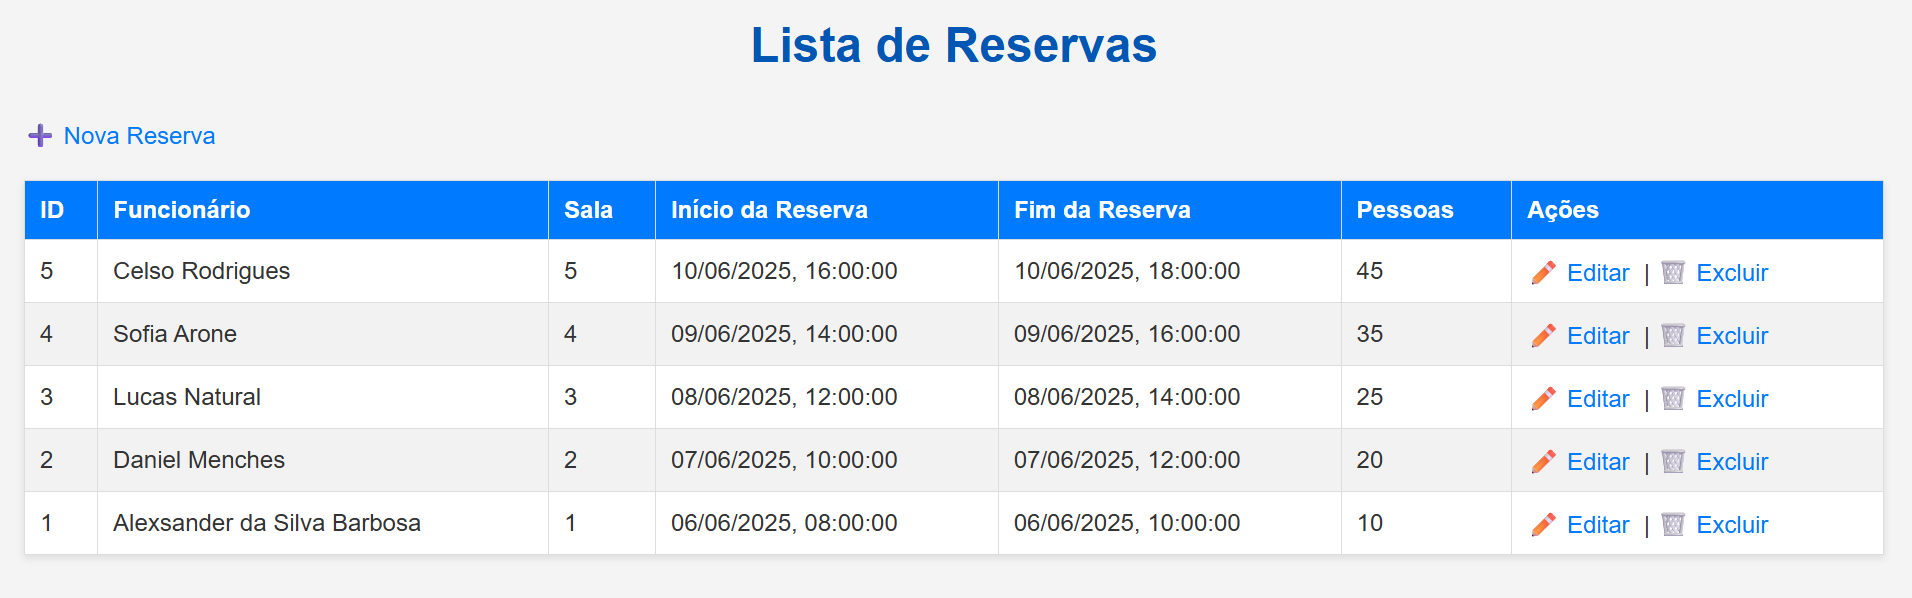 Lista de Reservas
➕ Nova Reserva
ID Funcionário Sala Início da Reserva Fim da Reserva Pessoas Ações
5 Celso Rodrigues 5 10/06/2025, 16:00:00 10/06/2025, 18:00:00 45 Editar | Excluir
4 Sofia Arone 4 09/06/2025, 14:00:00 09/06/2025, 16:00:00 35 Editar | Excluir
3 Lucas Natural 3 08/06/2025, 12:00:00 08/06/2025, 14:00:00 25 Editar | Excluir
2 Daniel Menches 2 07/06/2025, 10:00:00 07/06/2025, 12:00:00 20 Editar | Excluir
1 Alexsander da Silva Barbosa 1 06/06/2025, 08:00:00 06/06/2025, 10:00:00 10 Editar | Excluir